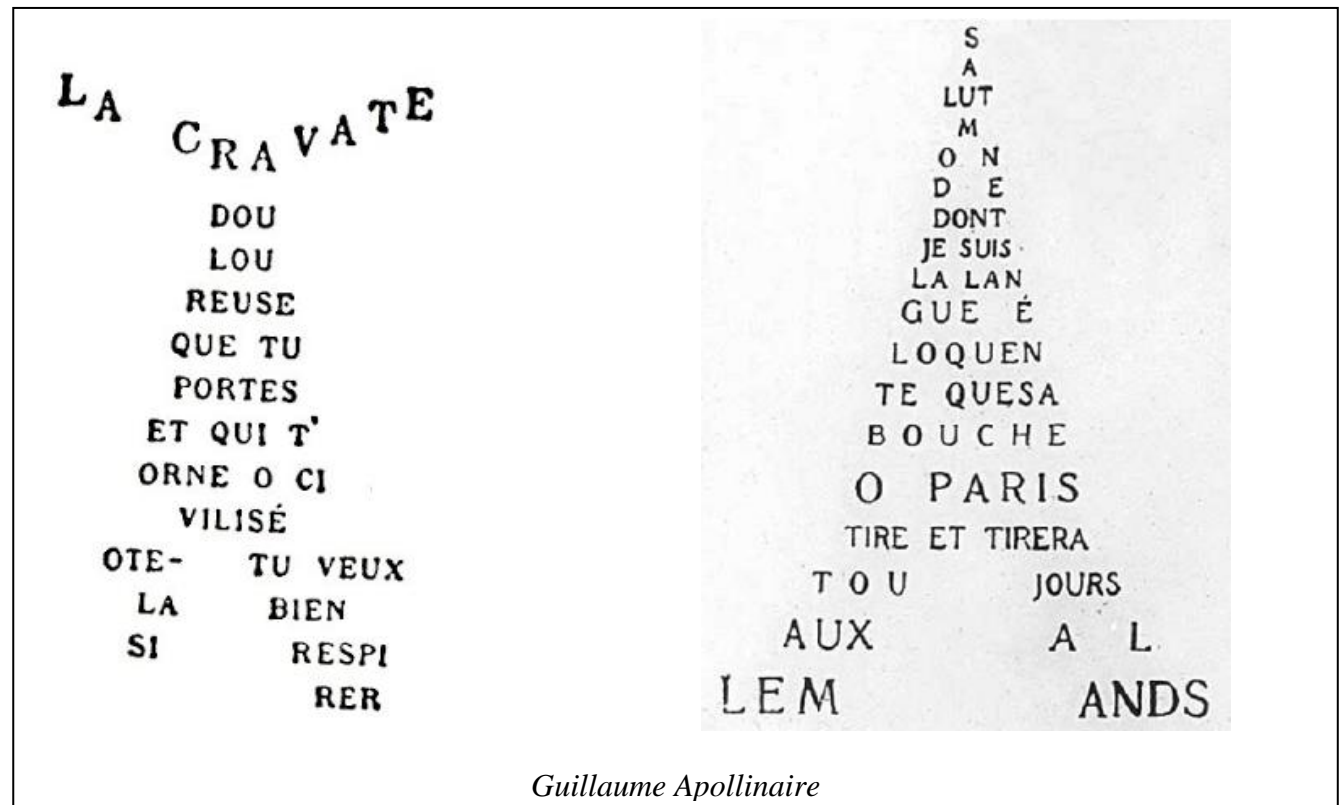 LA CRAVATE
DOU
LOU
REUSE
QUE TU
PORTES
ET QUI T'
ORNE O CI
VILISÉ
OTE- TU VEUX
LA BIEN
SI RESPI
RER
S
A
LUT
M
O N
D E
DONT
JE SUIS
LA LAN
GUE É
LOQUEN
TE QUESA
BOUCHE
O PARIS
TIRE ET TIRERA
TOU JOURS
AUX A L
LEM ANDS
Guillaume Apollinaire